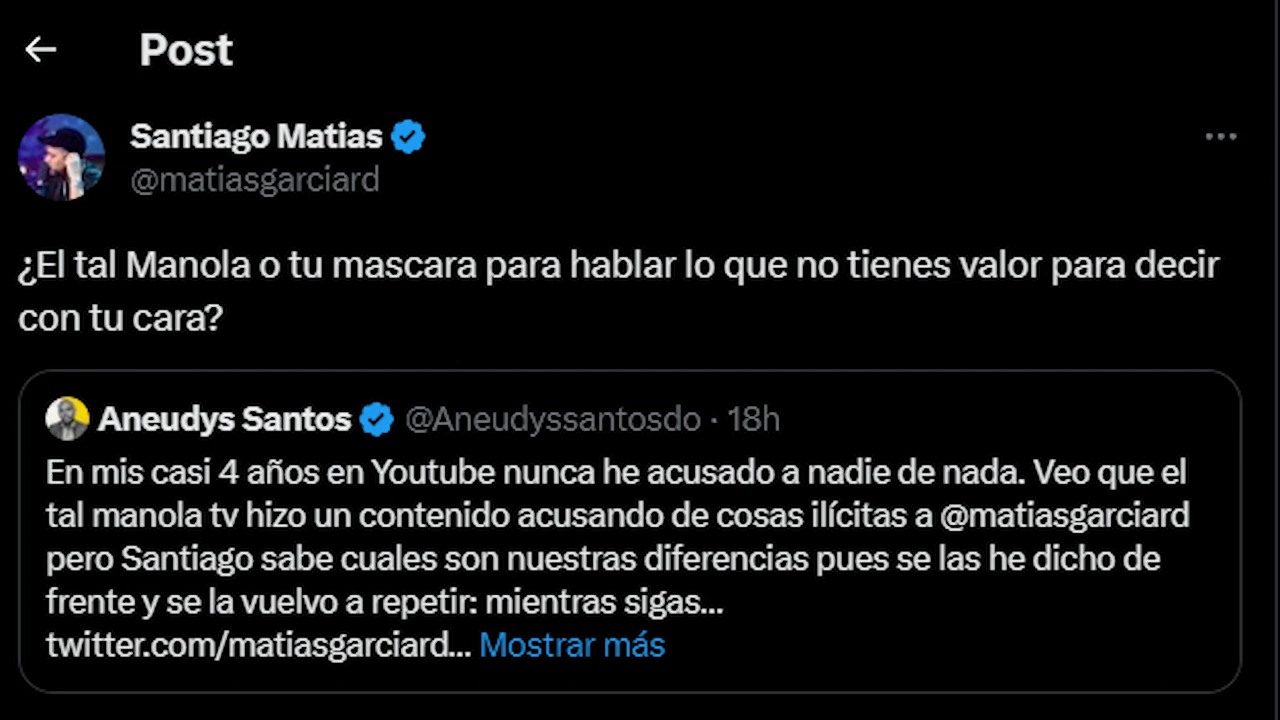 Post
Santiago Matias
@matiasgarciard
¿El tal Manola o tu mascara para hablar lo que no tienes valor para decir
con tu cara?
Aneudys Santos @Aneudyssantosdo · 18h
En mis casi 4 años en Youtube nunca he acusado a nadie de nada. Veo que el
tal manola tv hizo un contenido acusando de cosas ilícitas a @matiasgarciard
pero Santiago sabe cuales son nuestras diferencias pues se las he dicho de
frente y se la vuelvo a repetir: mientras sigas...
twitter.com/matiasgarciard... Mostrar más